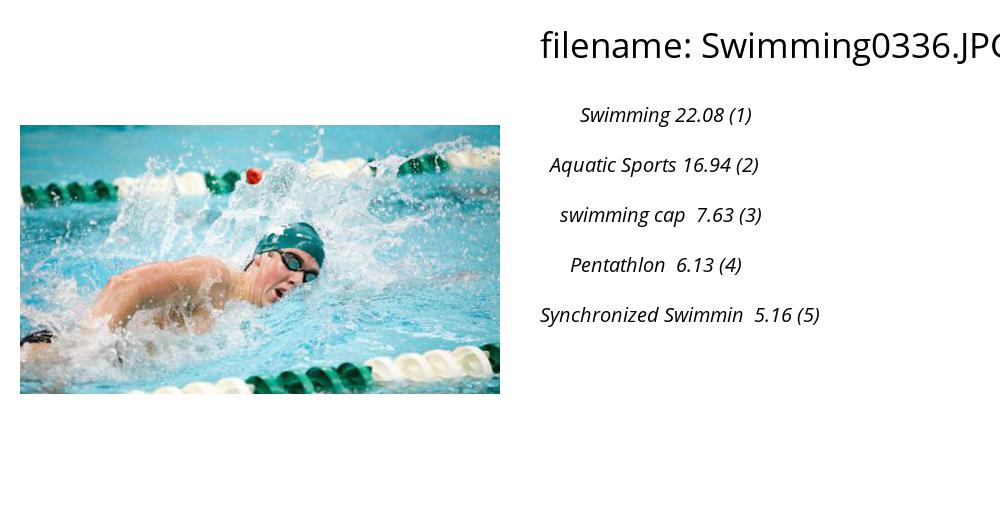 filename: Swimming0336.JPG
Swimming 22.08 (1)
Aquatic Sports 16.94 (2)
swimming cap 7.63 (3)
Pentathlon 6.13 (4)
Synchronized Swimmin 5.16 (5)